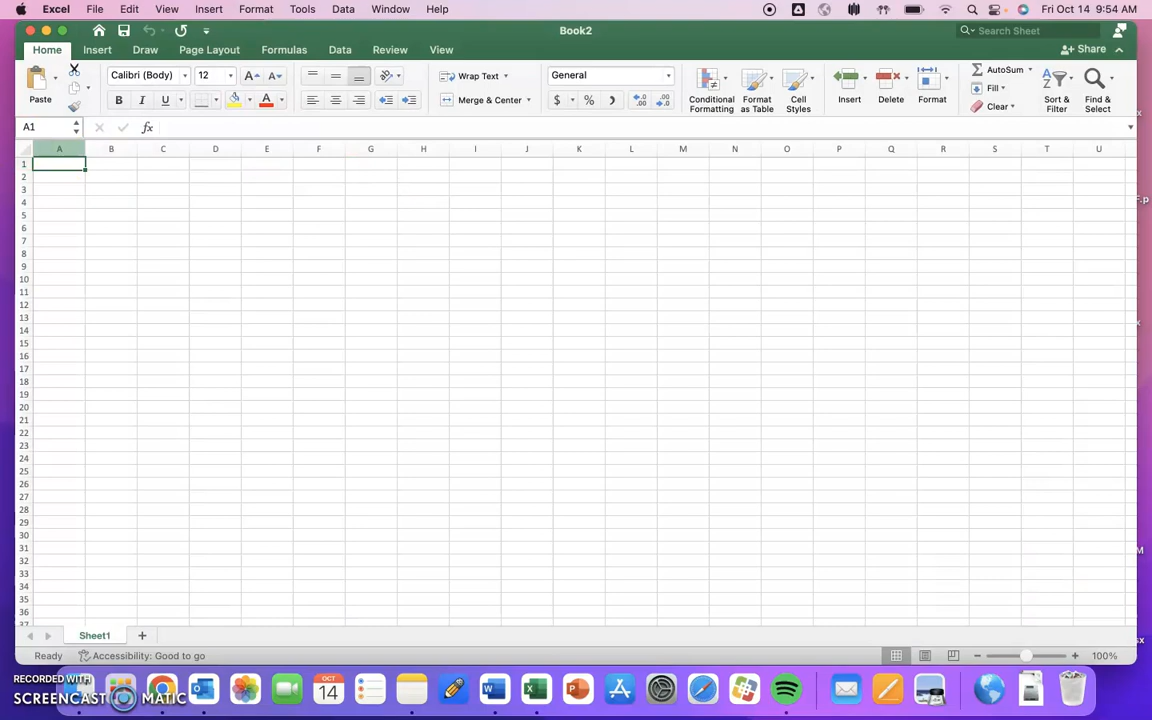 Excel File Edit View Insert Format Tools Data Window Help Fri Oct 14 9:54 AM
Book2
Search Sheet
Home Insert Draw Page Layout Formulas Data Review View Share
Paste
Calibri (Body) 12
A A
B I U A
ab
Wrap Text
Merge & Center
General
$ % ,
Conditional Formatting
Format as Table
Cell Styles
Insert
Delete
Format
AutoSum
Fill
Clear
Sort & Filter
Find & Select
A1 fx
A B C D E F G H I J K L M N O P Q R S T U
1
2
3
4
5
6
7
8
9
10
11
12
13
14
15
16
17
18
19
20
21
22
23
24
25
26
27
28
29
30
31
32
33
34
35
36
37
Sheet1 +
Ready Accessibility: Good to go 100%
OCT
14
RECORDED WITH
SCREENCAST MATIC